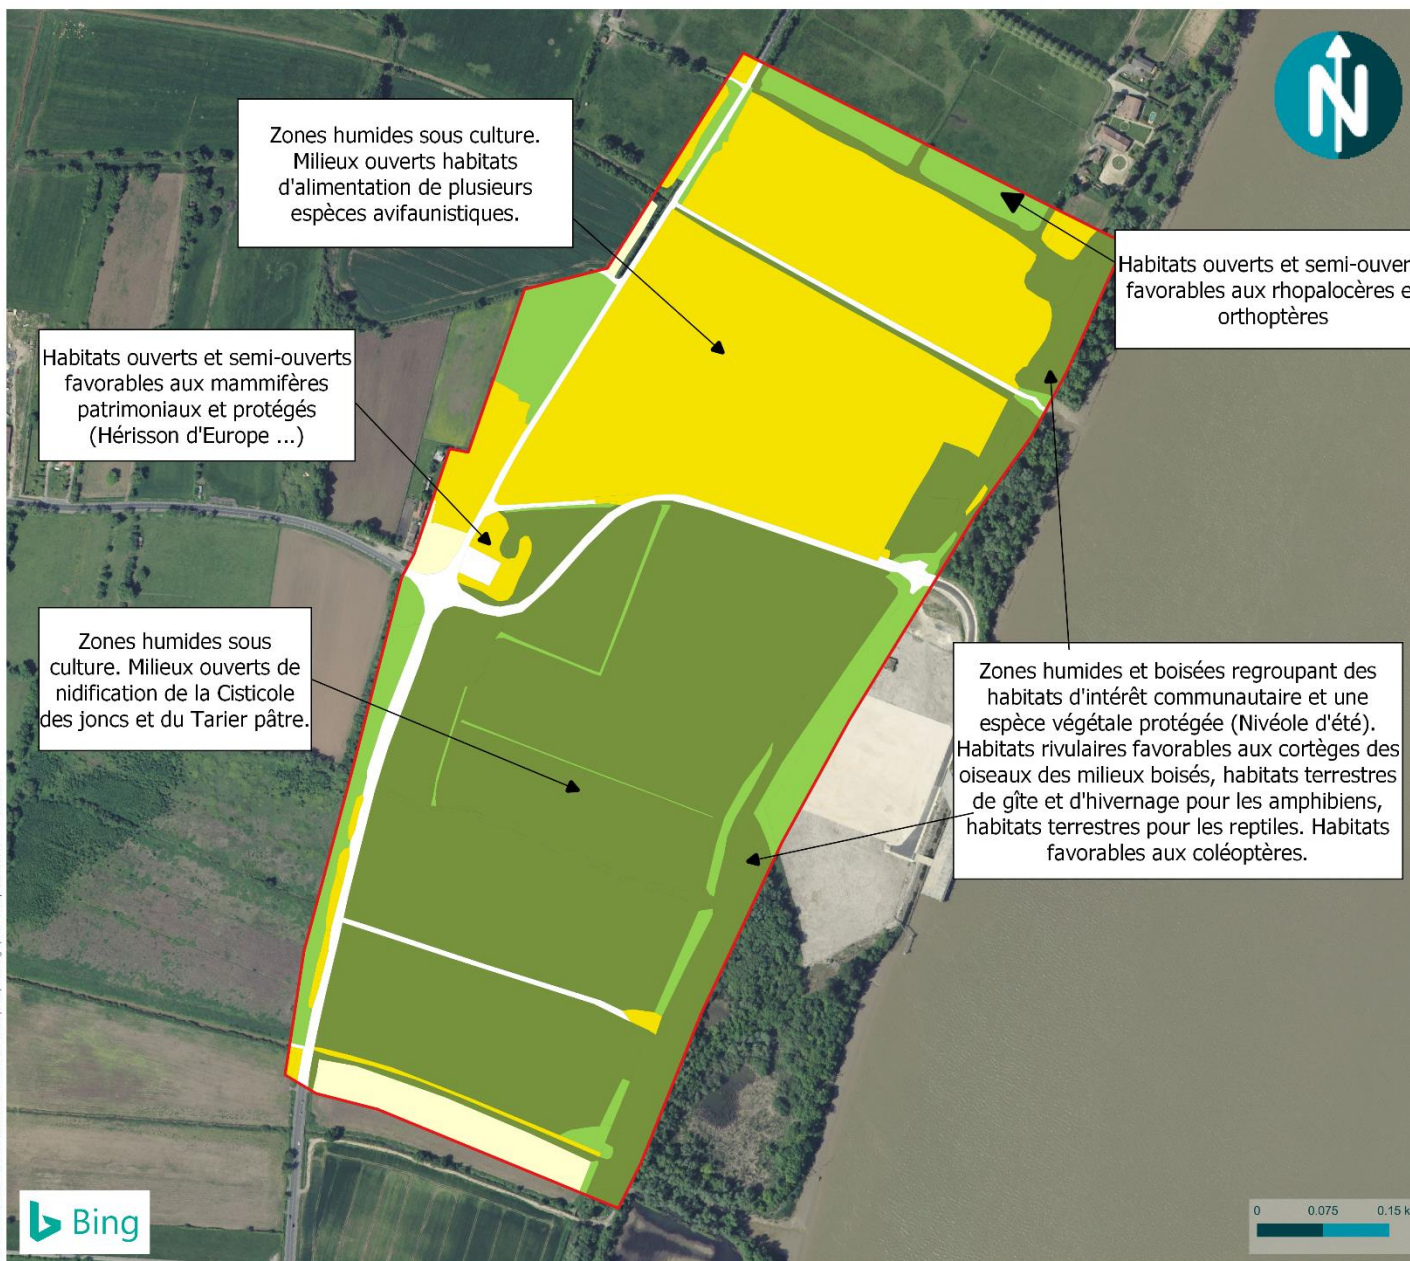 Zones humides sous culture.
Milieux ouverts habitats
d'alimentation de plusieurs
espèces avifaunistiques.
N
Habitats ouverts et semi-ouver
favorables aux rhopalocères e
orthoptères
Habitats ouverts et semi-ouverts
favorables aux mammifères
patrimoniaux et protégés
(Hérisson d'Europe ...)
Zones humides sous
culture. Milieux ouverts de
nidification de la Cisticole
des joncs et du Tarier pâtre.
Zones humides et boisées regroupant des
habitats d'intérêt communautaire et une
espèce végétale protégée (Nivéole d'été).
Habitats rivulaires favorables aux cortèges des
oiseaux des milieux boisés, habitats terrestres
de gîte et d'hivernage pour les amphibiens,
habitats terrestres pour les reptiles. Habitats
favorables aux coléoptères.
Bing
0 0.075 0.15 k